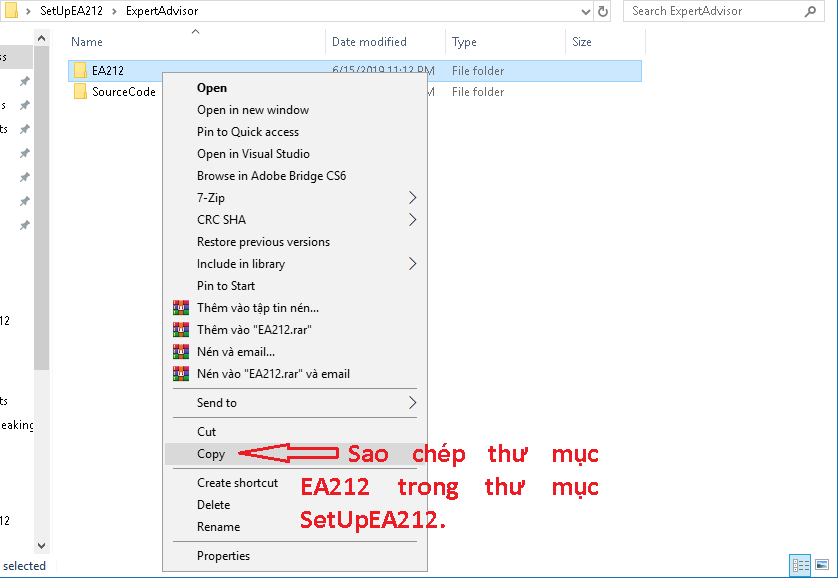 SetUpEA212 > ExpertAdvisor
Search ExpertAdvisor
Name Date modified Type Size
ss
EA212 6/15/2019 11:12 PM File folder
SourceCode M File folder
s
ts
12
ts
eaking
12
Open
Open in new window
Pin to Quick access
Open in Visual Studio
Browse in Adobe Bridge CS6
7-Zip
CRC SHA
Restore previous versions
Include in library
Pin to Start
Thêm vào tập tin nén...
Thêm vào "EA212.rar"
Nén và email...
Nén vào "EA212.rar" và email
Send to
Cut
Copy
Create shortcut
Delete
Rename
Properties
Sao chép thư mục
EA212 trong thư mục
SetUpEA212.
selected